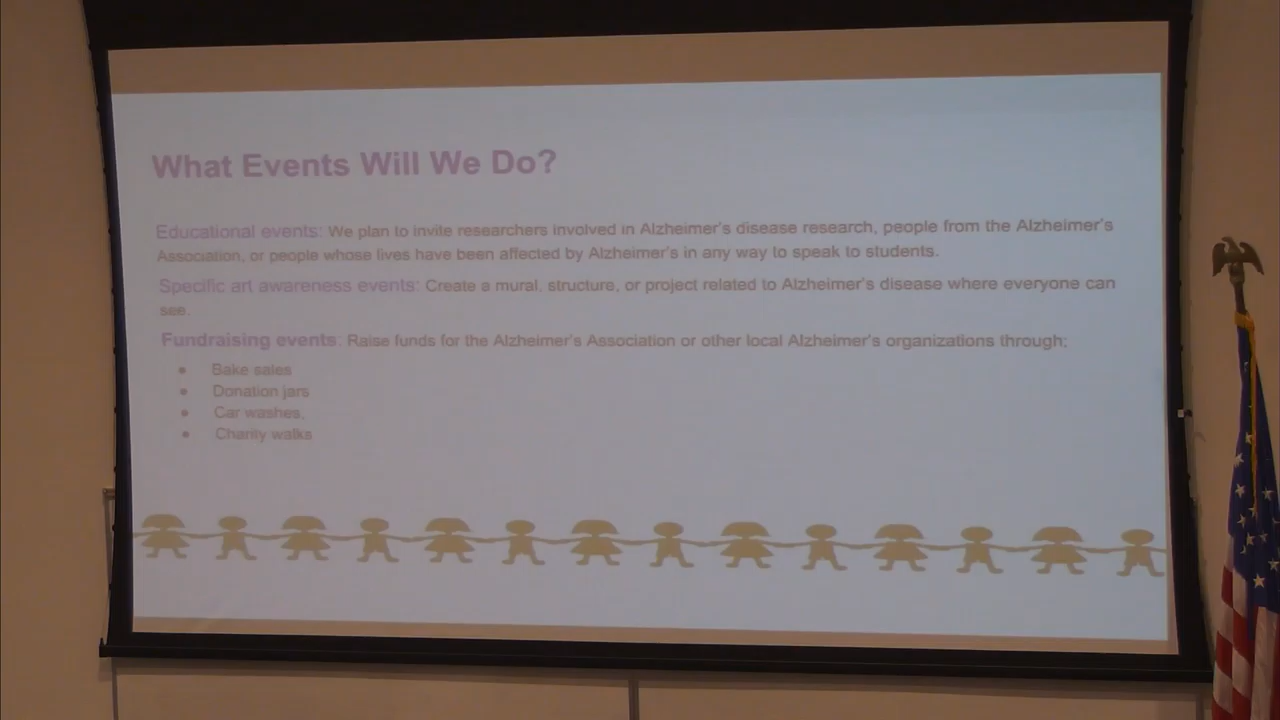 What Events Will We Do?
Educational events: We plan to invite researchers involved in Alzheimer's disease research, people from the Alzheimer's
Association, or people whose lives have been affected by Alzheimer's in any way to speak to students.
Specific art awareness events: Create a mural, structure, or project related to Alzheimer's disease where everyone can
see.
Fundraising events: Raise funds for the Alzheimer's Association or other local Alzheimer's organizations through:
● Bake sales
● Donation jars
● Car washes,
● Charity walks